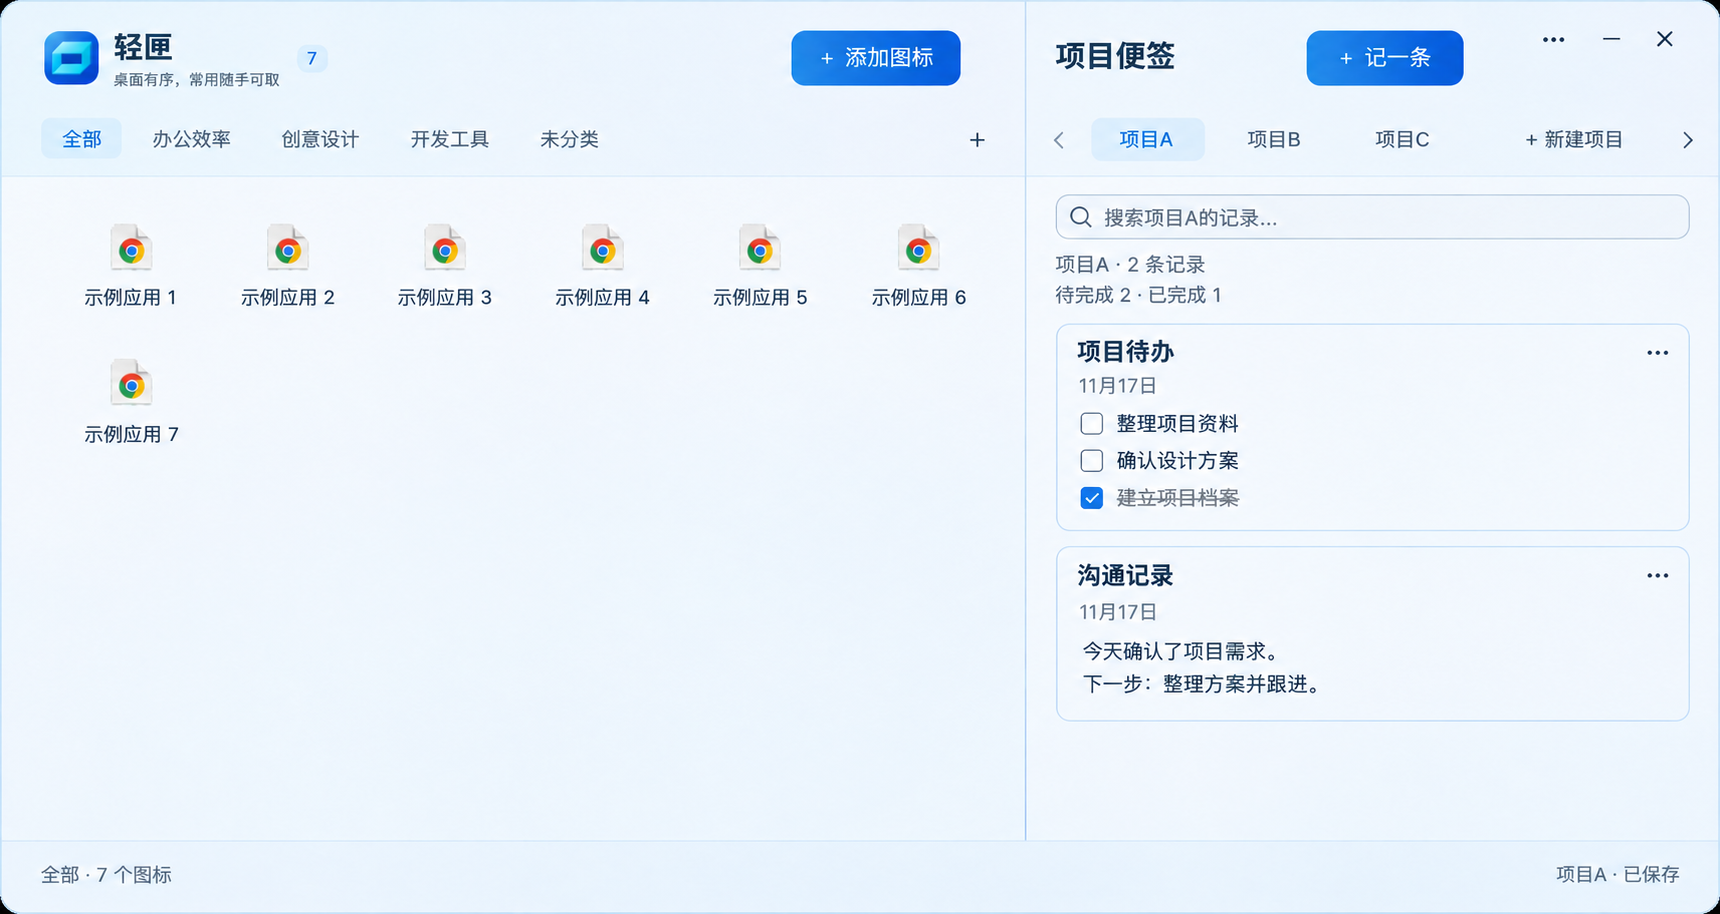 轻匣
桌面有序，常用随手可取
7
+ 添加图标
全部
办公效率
创意设计
开发工具
未分类
+
示例应用 1
示例应用 2
示例应用 3
示例应用 4
示例应用 5
示例应用 6
示例应用 7
全部 · 7 个图标
项目便签
+ 记一条
项目A
项目B
项目C
+ 新建项目
搜索项目A的记录...
项目A · 2 条记录
待完成 2 · 已完成 1
项目待办
11月17日
整理项目资料
确认设计方案
建立项目档案
沟通记录
11月17日
今天确认了项目需求。
下一步：整理方案并跟进。
项目A · 已保存